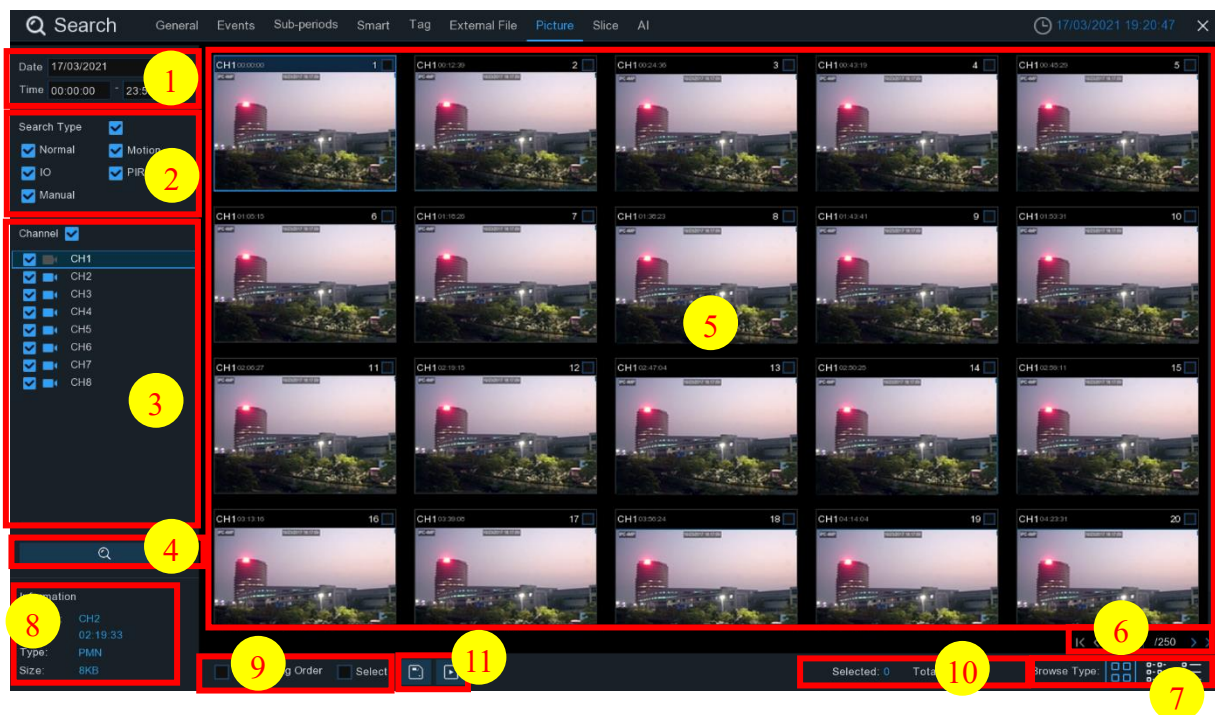 Search General Events Sub-periods Smart Tag External File Picture Slice AI 17/03/2021 19:20:47
Date 17/03/2021
Time 00:00:00 -
1
Search Type
Normal Motion
IO PIR
Manual
2
Channel
CH1
CH2
CH3
CH4
CH5
CH6
CH7
CH8
3
4
CH1 00:00:00 1
CH1 00:12:39 2
CH1 00:24:36 3
CH1 00:43:19 4
CH1 00:45:29 5
CH1 01:05:15 6
CH1 01:18:26 7
CH1 01:36:23 8
CH1 01:43:41 9
CH1 01:53:31 10
5
CH1 02:06:27 11
CH1 02:19:15 12
CH1 02:47:04 13
CH1 02:50:25 14
CH1 02:59:11 15
CH1 03:13:16 16
CH1 03:39:08 17
CH1 03:56:24 18
CH1 04:14:04 19
CH1 04:23:31 20
6
/250
8
CH2
02:19:33
Type: PMN
Size: 8KB
9
Order Select
11
Selected: 0
10
Browse Type:
7